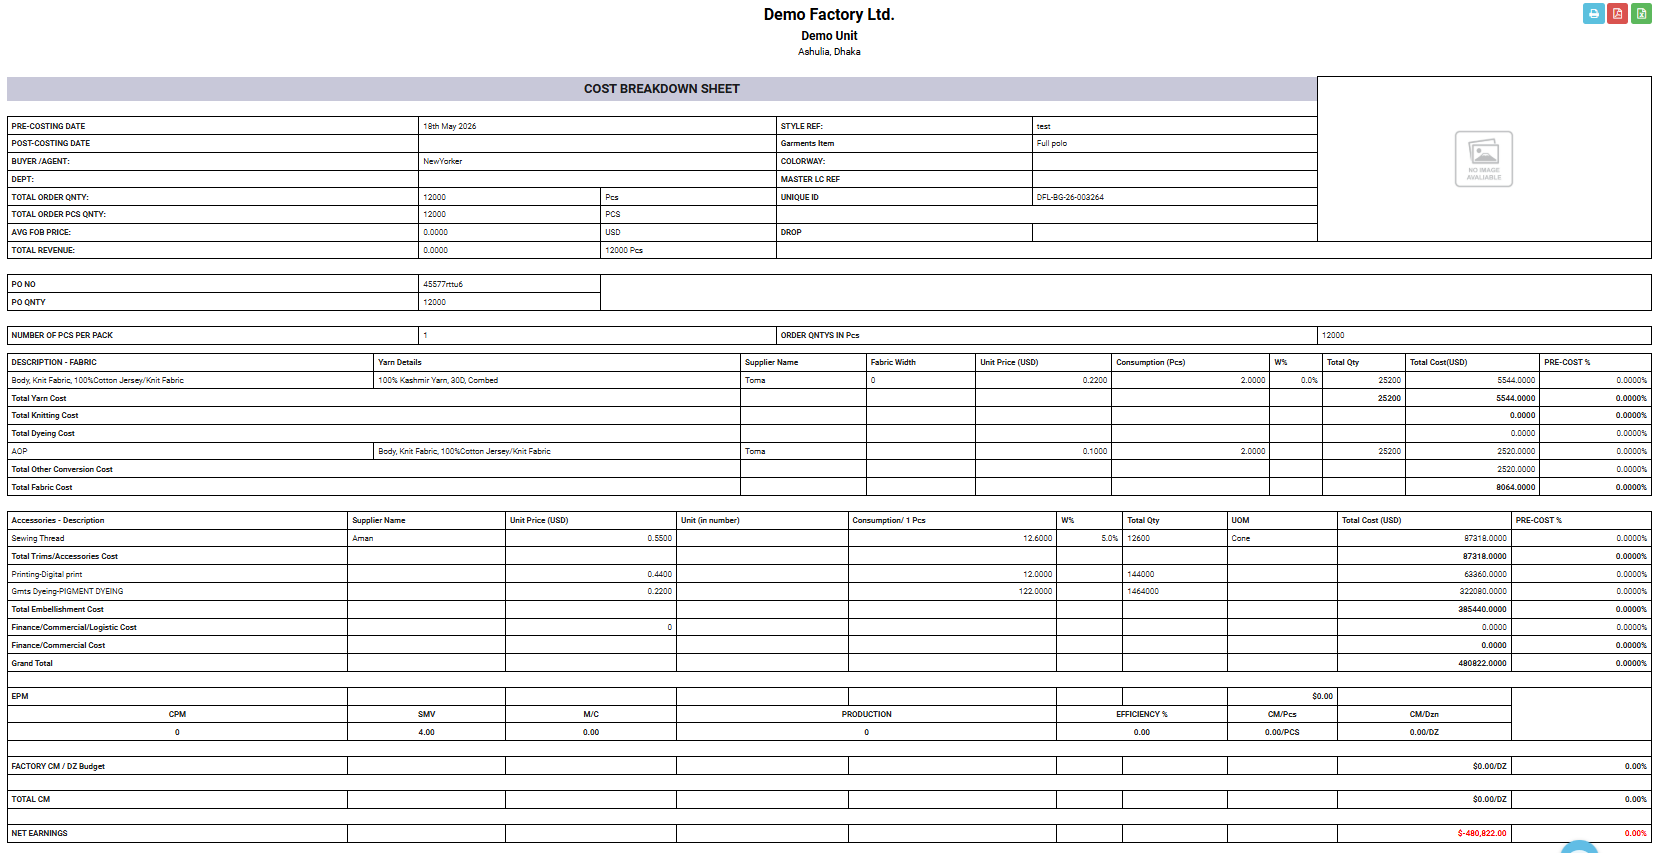 Demo Factory Ltd.
Demo Unit
Ashulia, Dhaka
COST BREAKDOWN SHEET
PRE-COSTING DATE 18th May 2026 STYLE REF: test
POST-COSTING DATE Garments Item Full polo
BUYER /AGENT: NewYorker COLORWAY:
DEPT: MASTER LC REF
TOTAL ORDER QNTY: 12000 Pcs UNIQUE ID DFL-BG-26-003264
TOTAL ORDER PCS QNTY: 12000 PCS
AVG FOB PRICE: 0.0000 USD DROP
TOTAL REVENUE: 0.0000 12000 Pcs
NO IMAGE
AVALIABLE
PO NO 45577rttu6
PO QNTY 12000
NUMBER OF PCS PER PACK 1 ORDER QNTYS IN Pcs 12000
DESCRIPTION - FABRIC Yarn Details Supplier Name Fabric Width Unit Price (USD) Consumption (Pcs) W% Total Qty Total Cost(USD) PRE-COST %
Body, Knit Fabric, 100%Cotton Jersey/Knit Fabric 100% Kashmir Yarn, 30D, Combed Toma 0 0.2200 2.0000 0.0% 25200 5544.0000 0.0000%
Total Yarn Cost 25200 5544.0000 0.0000%
Total Knitting Cost 0.0000 0.0000%
Total Dyeing Cost 0.0000 0.0000%
AOP Body, Knit Fabric, 100%Cotton Jersey/Knit Fabric Toma 0.1000 2.0000 25200 2520.0000 0.0000%
Total Other Conversion Cost 2520.0000 0.0000%
Total Fabric Cost 8064.0000 0.0000%
Accessories - Description Supplier Name Unit Price (USD) Unit (in number) Consumption/ 1 Pcs W% Total Qty UOM Total Cost (USD) PRE-COST %
Sewing Thread Aman 0.5500 12.6000 5.0% 12600 Cone 87318.0000 0.0000%
Total Trims/Accessories Cost 87318.0000 0.0000%
Printing-Digital print 0.4400 12.0000 144000 63360.0000 0.0000%
Gmts Dyeing-PIGMENT DYEING 0.2200 122.0000 1464000 322080.0000 0.0000%
Total Embellishment Cost 385440.0000 0.0000%
Finance/Commercial/Logistic Cost 0 0.0000 0.0000%
Finance/Commercial Cost 0.0000 0.0000%
Grand Total 480822.0000 0.0000%
EPM $0.00
CPM SMV M/C PRODUCTION EFFICIENCY % CM/Pcs CM/Dzn
0 4.00 0.00 0 0.00 0.00/PCS 0.00/DZ
FACTORY CM / DZ Budget $0.00/DZ 0.00%
TOTAL CM $0.00/DZ 0.00%
NET EARNINGS $-480,822.00 0.00%